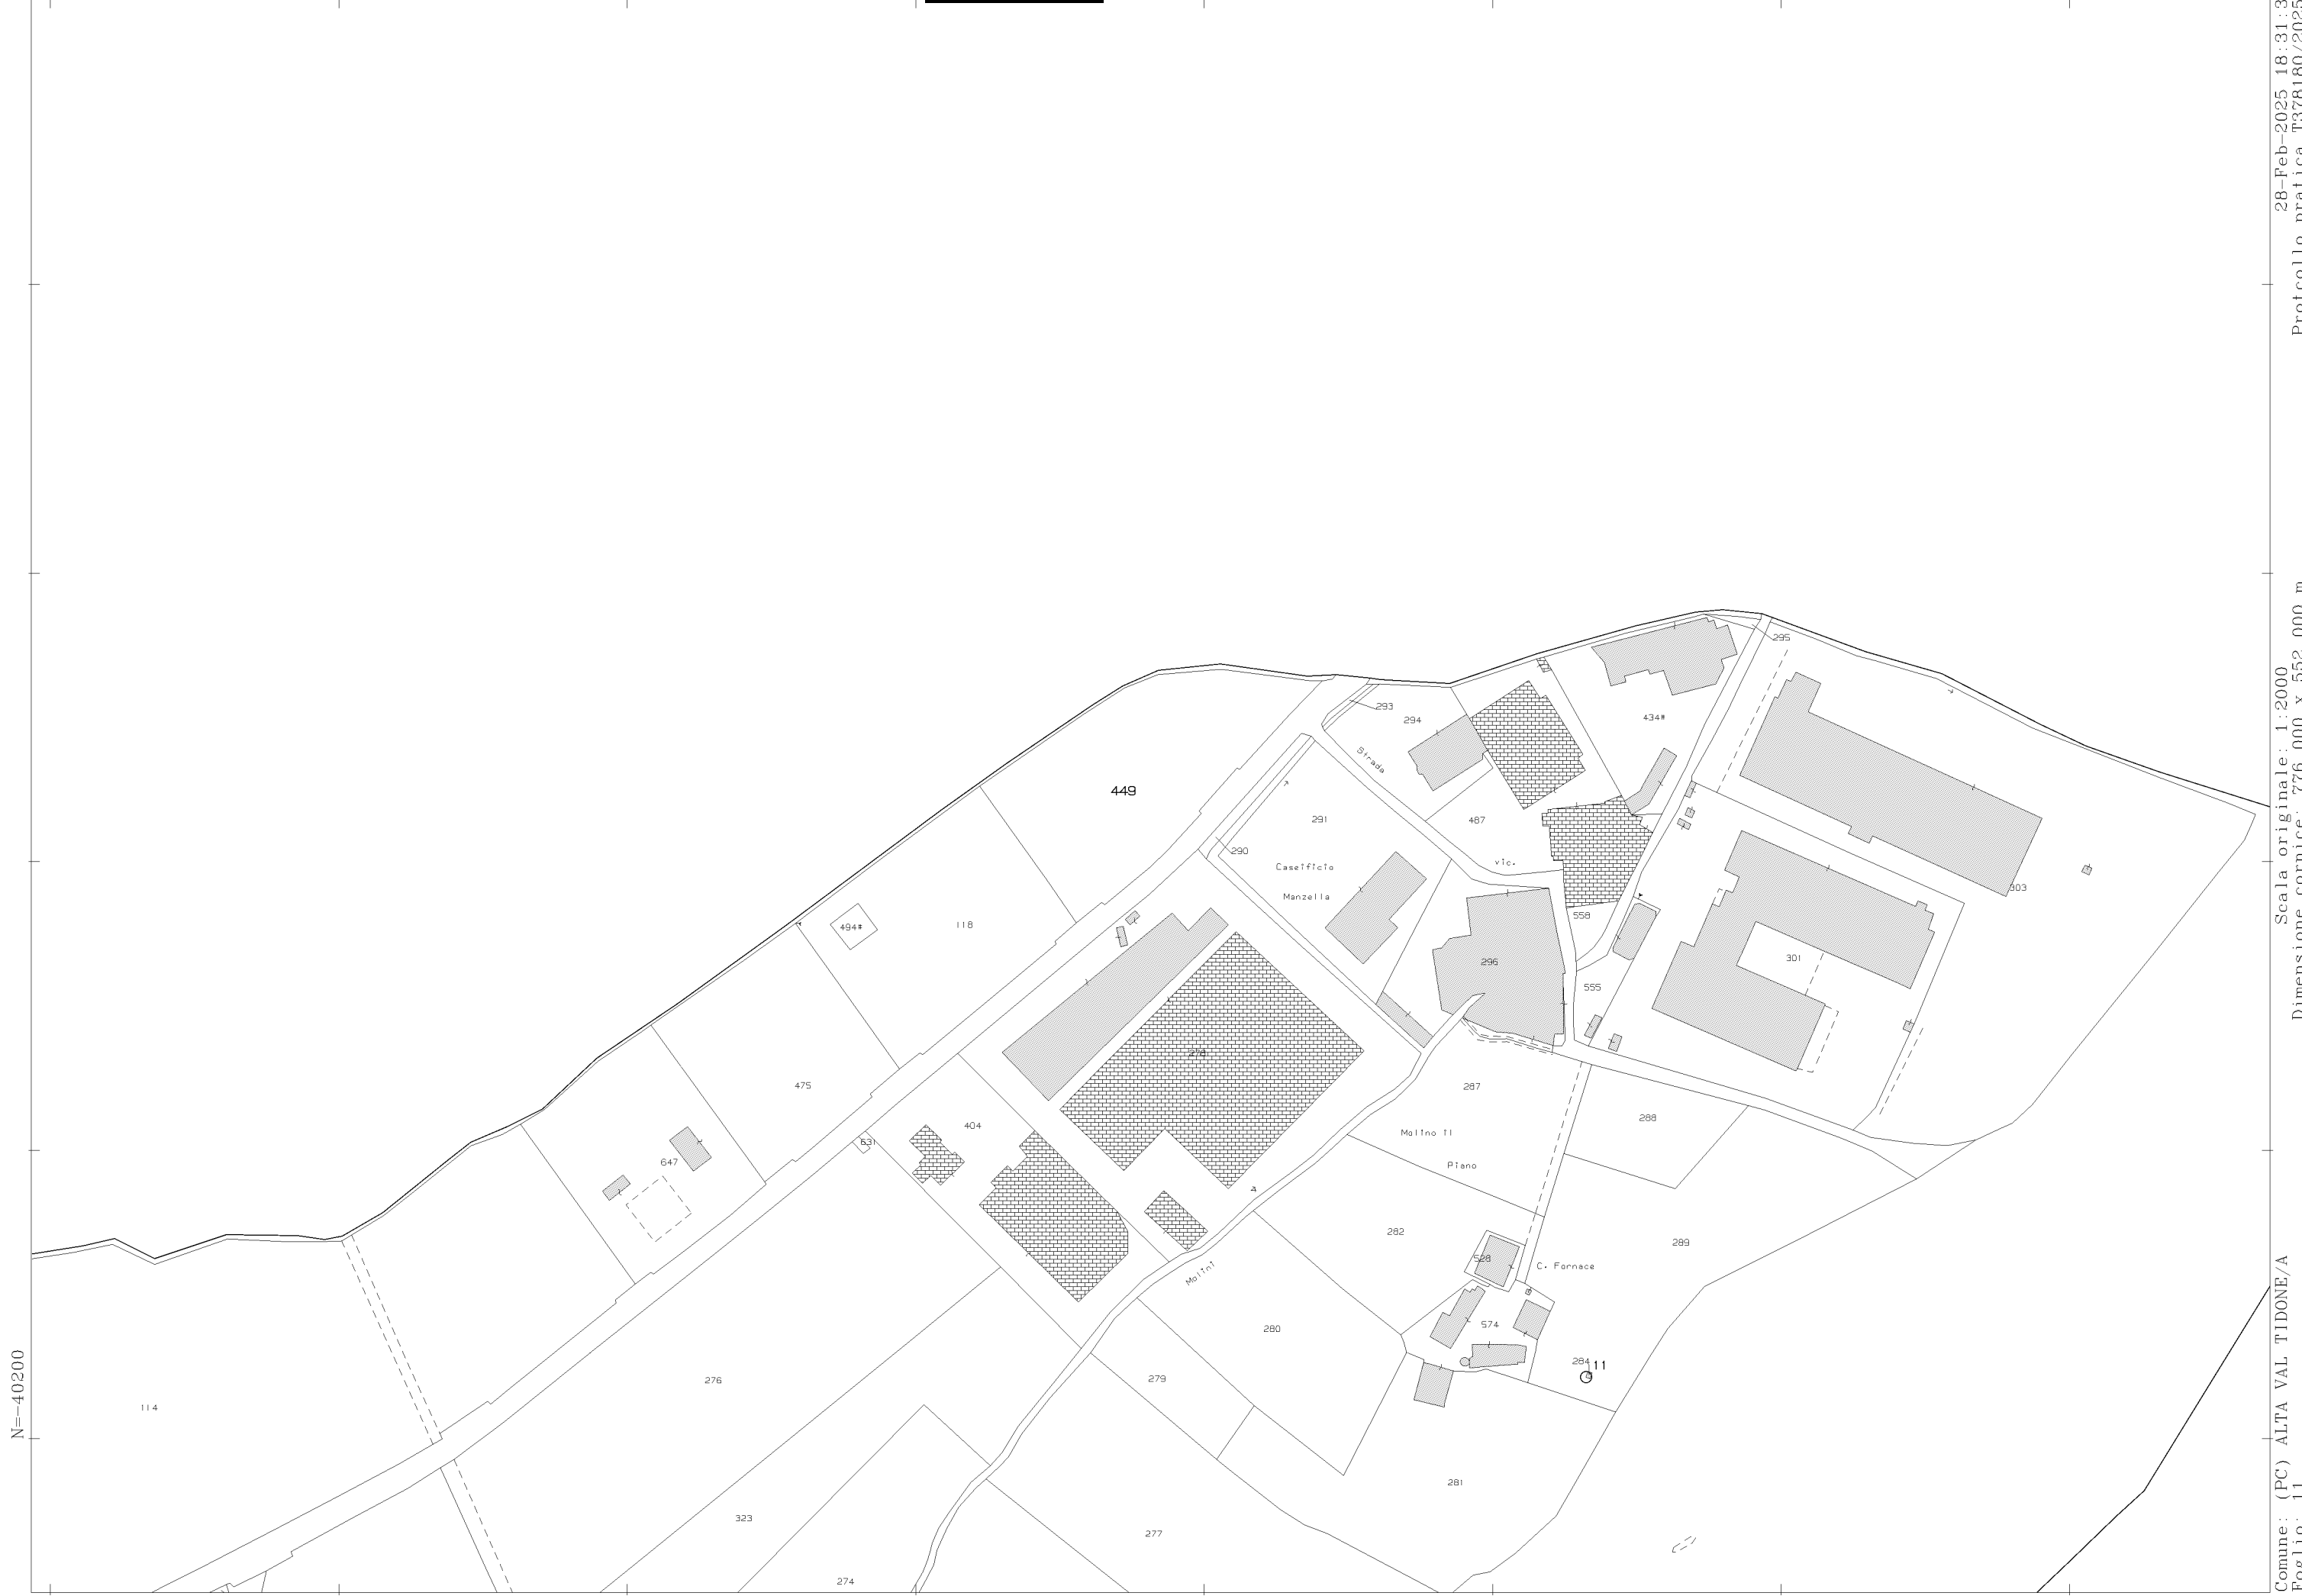 295
293
294
434#
Strada
449
291
487
290
vic.
Caseificio
303
Manzella
558
494#
118
301
296
555
278
475
287
288
404
631
Molino il
647
Piano
282
289
528
C. Fornace
Molini
574
280
284
11
279
276
114
281
323
277
274
N=-40200
28-Feb-2025 18:31:3
Protcollo pratica T378180/2025
Scala originale: 1:2000
Dimensione cornice: 776.000 x 552.000 m
Comune: (PC) ALTA VAL TIDONE/A
Foglio: 11